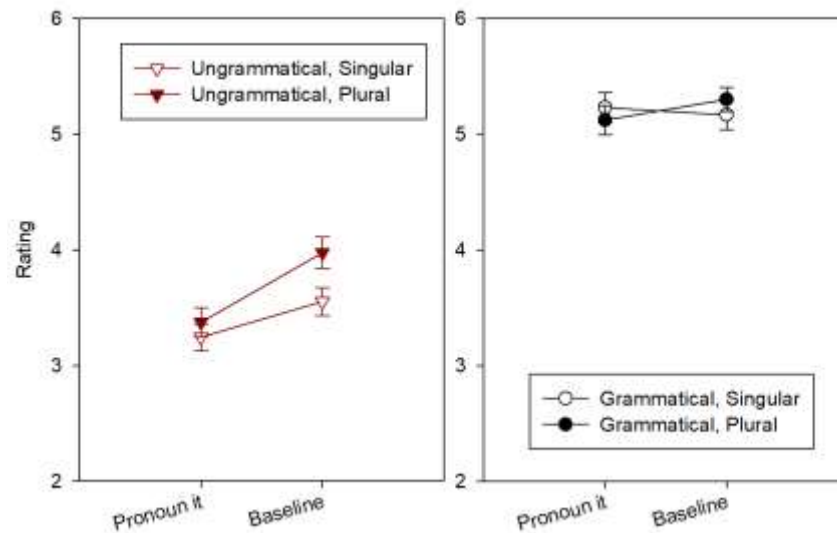 6
5
4
3
2
Rating
Ungrammatical, Singular
Ungrammatical, Plural
Pronoun it
Baseline
6
5
4
3
2
Grammatical, Singular
Grammatical, Plural
Pronoun it
Baseline